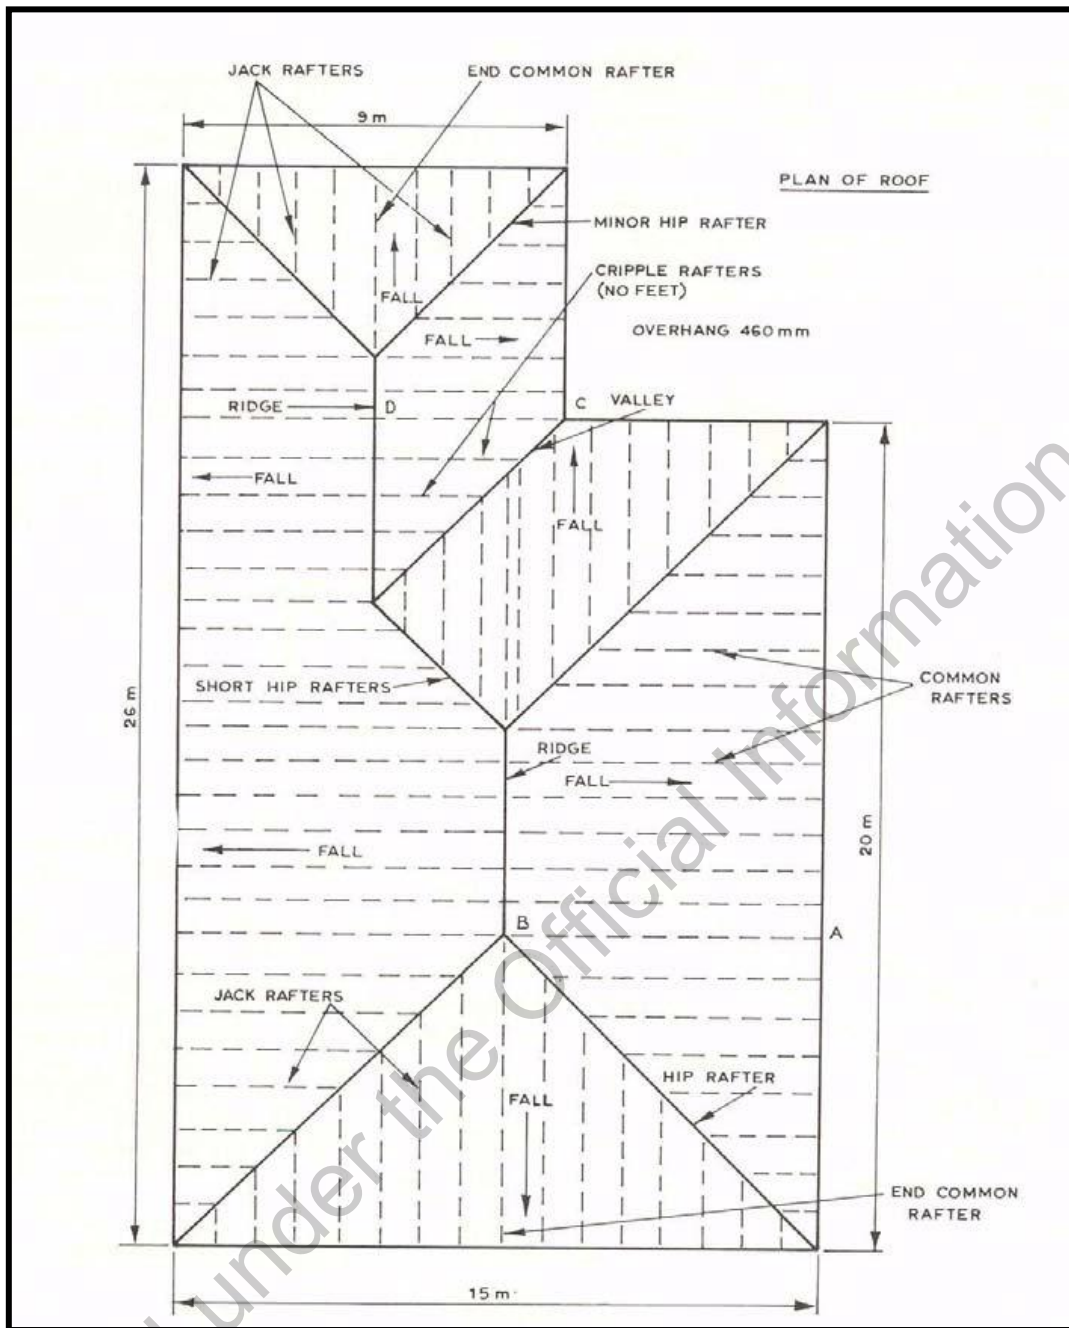 JACK RAFTERS
END COMMON RAFTER
9 m
PLAN OF ROOF
MINOR HIP RAFTER
CRIPPLE RAFTERS
(NO FEET)
FALL
OVERHANG 460 mm
FALL
RIDGE
D
C
VALLEY
FALL
FALL
SHORT HIP RAFTERS
COMMON
RAFTERS
26 m
RIDGE
FALL
20 m
FALL
B
A
JACK RAFTERS
HIP RAFTER
FALL
END COMMON
RAFTER
15 m
under the Official Information